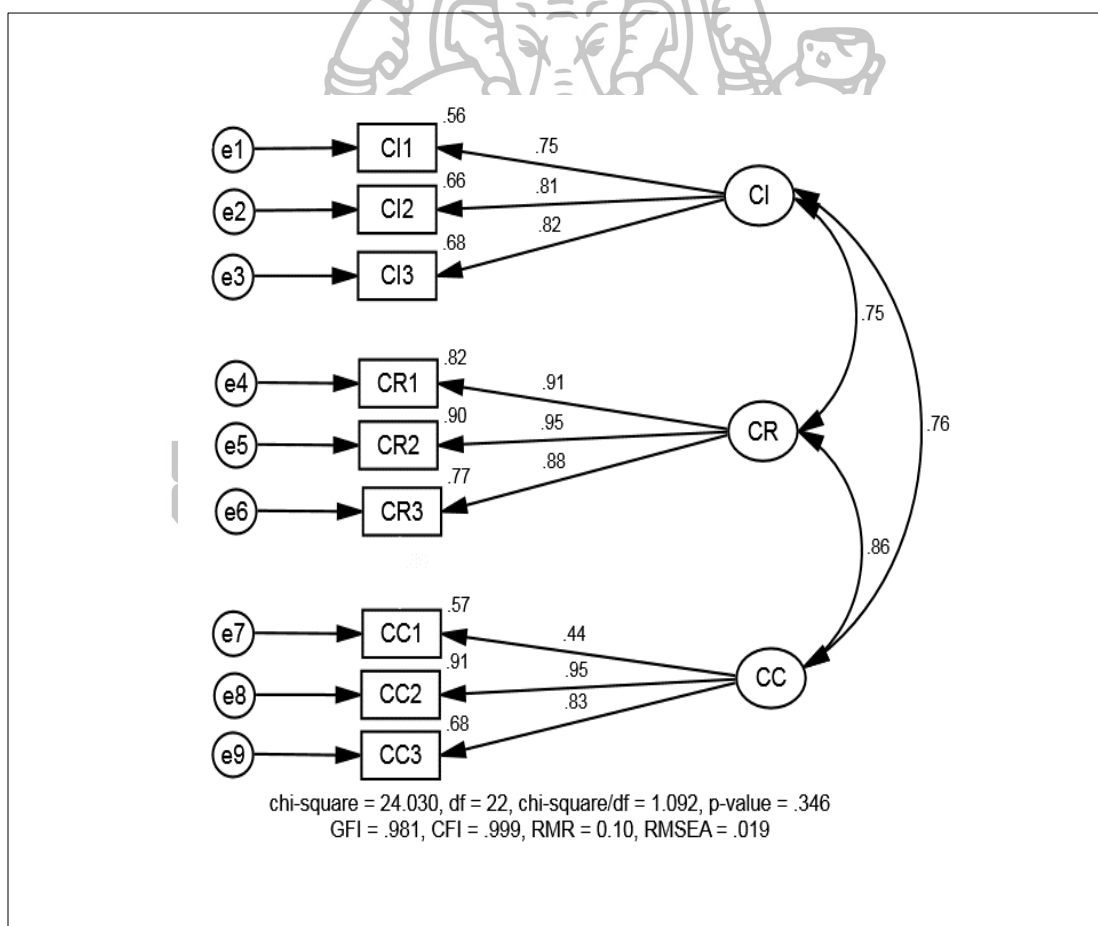 .56
e1 CI1 .75
.66
e2 CI2 .81 CI
.68
e3 CI3 .82
.75
.82
e4 CR1 .91
.90
e5 CR2 .95 CR .76
.77
e6 CR3 .88
.86
.57
e7 CC1 .44
.91
e8 CC2 .95 CC
.68
e9 CC3 .83
chi-square = 24.030, df = 22, chi-square/df = 1.092, p-value = .346
GFI = .981, CFI = .999, RMR = 0.10, RMSEA = .019